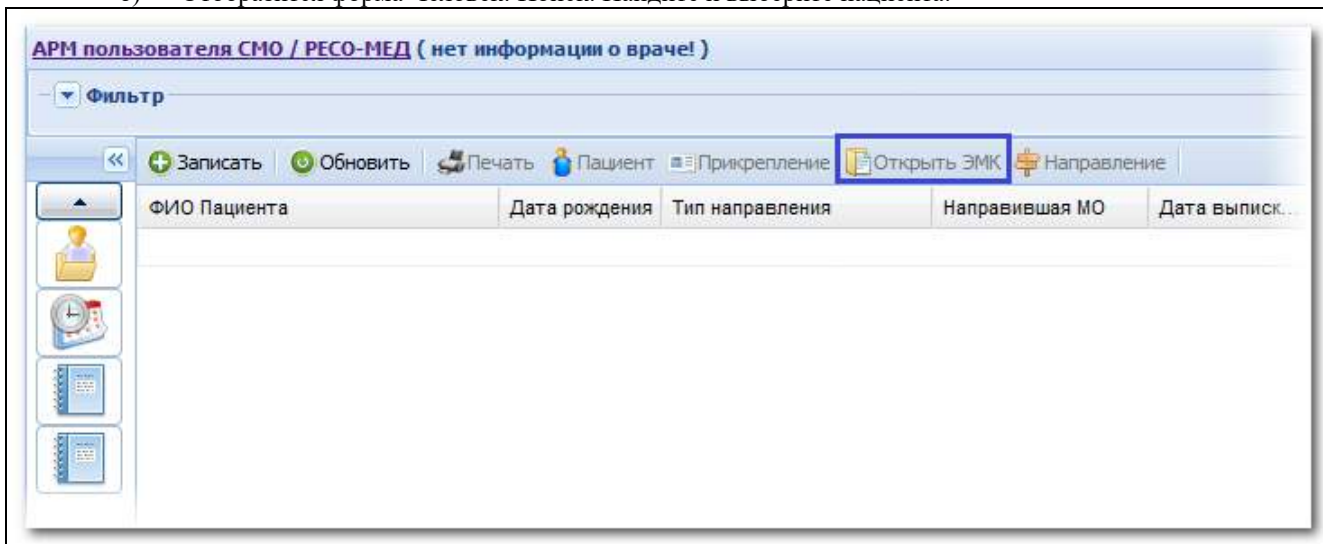 АРМ пользователя СМО / РЕСО-МЕД ( нет информации о враче! )
Фильтр
Записать Обновить Печать Пациент Прикрепление Открыть ЭМК Направление
ФИО Пациента Дата рождения Тип направления Направившая МО Дата выписк...